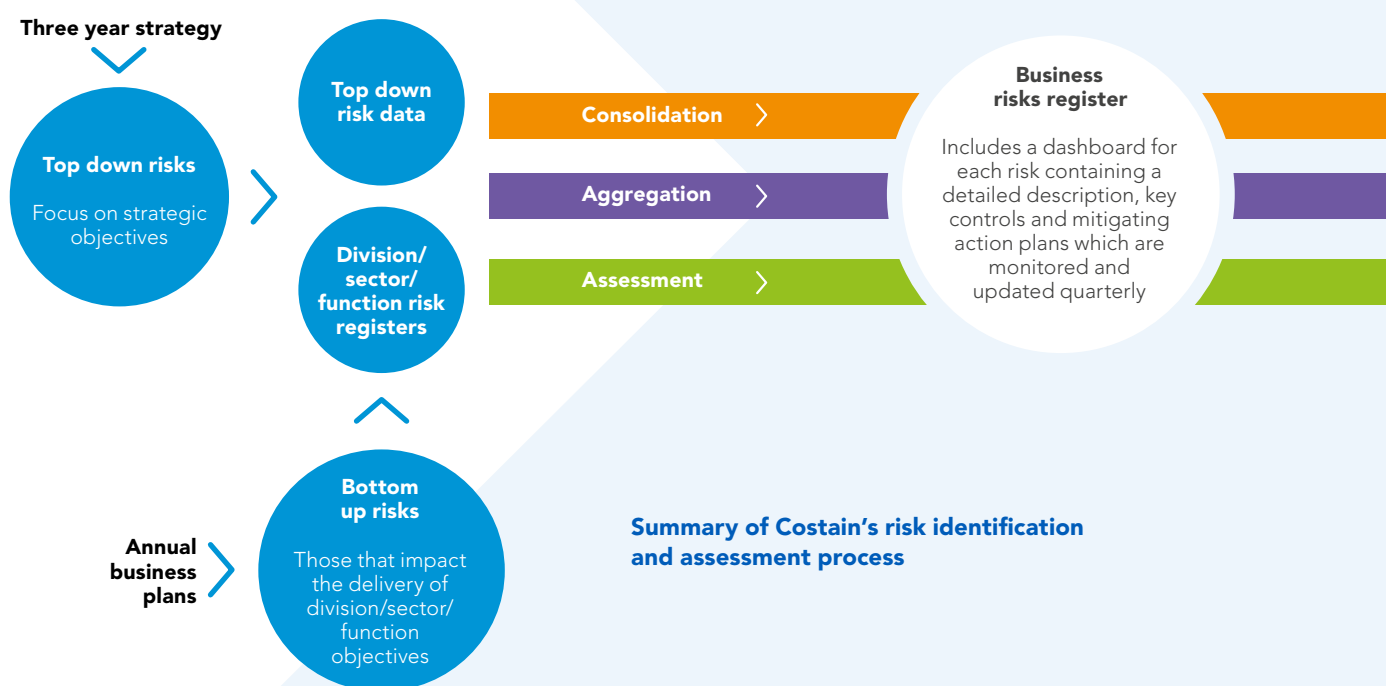 Three year strategy
Top down risks
Focus on strategic
objectives
Top down
risk data
Division/
sector/
function risk
registers
Consolidation
Aggregation
Assessment
Business
risks register
Includes a dashboard for
each risk containing a
detailed description, key
controls and mitigating
action plans which are
monitored and
updated quarterly
Annual
business
plans
Bottom
up risks
Those that impact
the delivery of
division/sector/
function
objectives
Summary of Costain’s risk identification
and assessment process